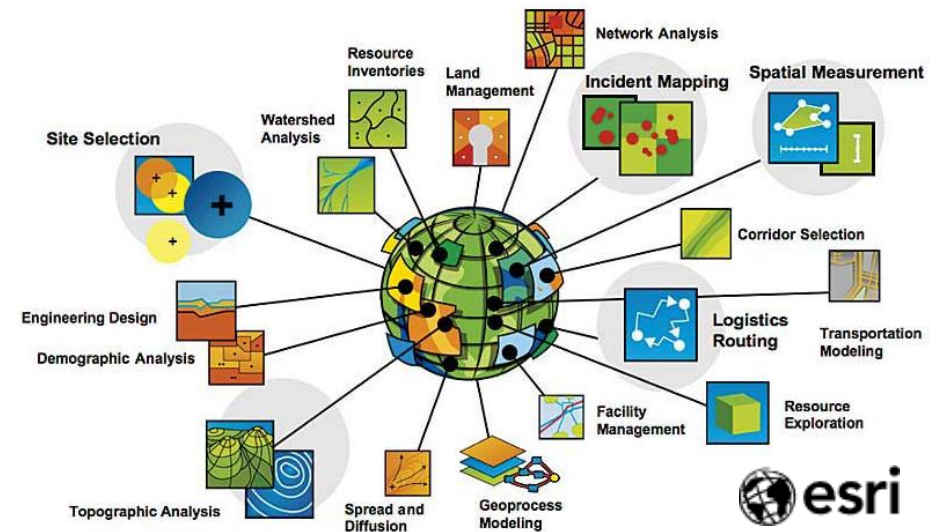 Network Analysis
Resource
Inventories
Land
Management
Incident Mapping
Spatial Measurement
Watershed
Analysis
Site Selection
Corridor Selection
Engineering Design
Logistics
Routing
Transportation
Modeling
Demographic Analysis
Facility
Management
Resource
Exploration
Topographic Analysis
Spread and
Diffusion
Geoprocess
Modeling
esri